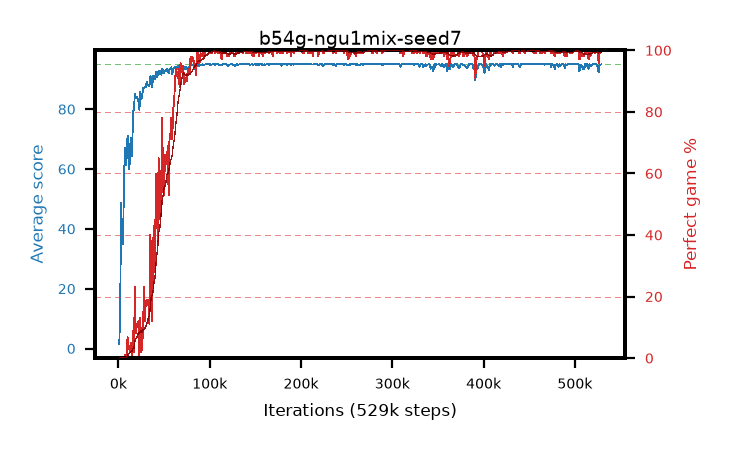 b54g-ngu1mix-seed7
100
80
60
40
20
0
Perfect game %
80
60
40
20
0
Average score
0k 100k 200k 300k 400k 500k
Iterations (529k steps)